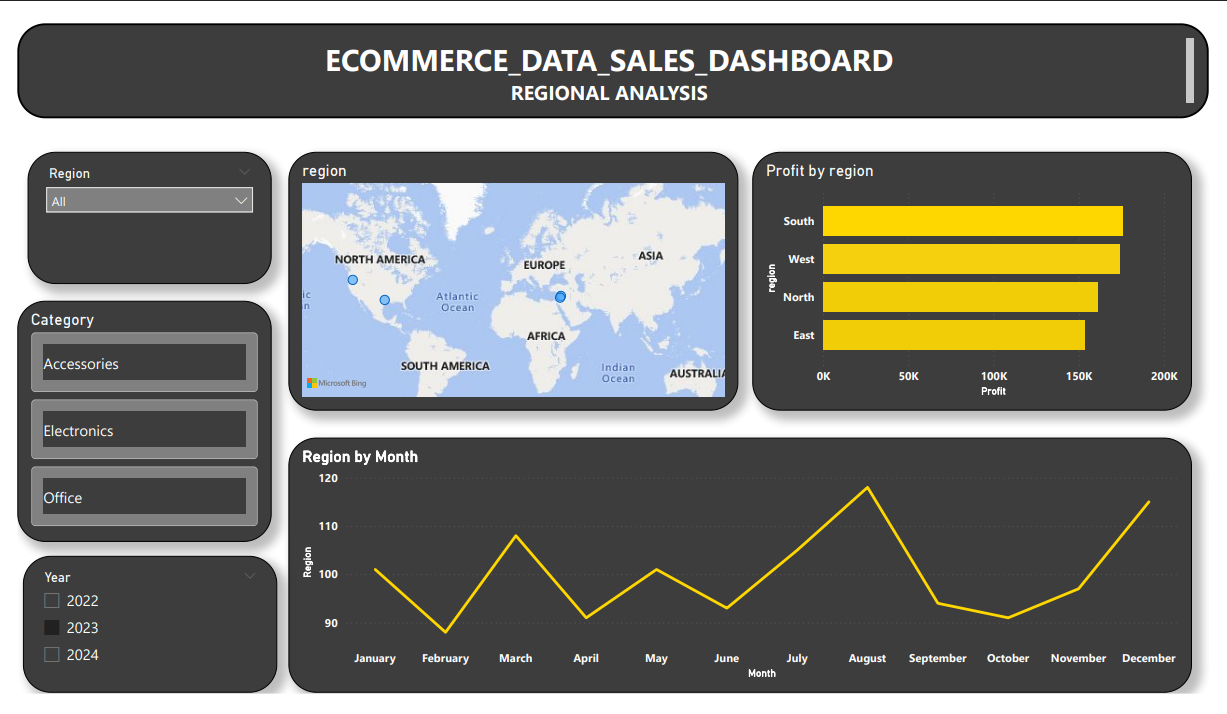 ECOMMERCE_DATA_SALES_DASHBOARD
REGIONAL ANALYSIS
Region
All
Category
Accessories
Electronics
Office
Year
2022
2023
2024
region
NORTH AMERICA
EUROPE
ASIA
Atlantic
Ocean
AFRICA
SOUTH AMERICA
Indian
Ocean
AUSTRALIA
Microsoft Bing
Profit by region
region
South
West
North
East
0K 50K 100K 150K 200K
Profit
Region by Month
Region
120
110
100
90
January February March April May June July August September October November December
Month